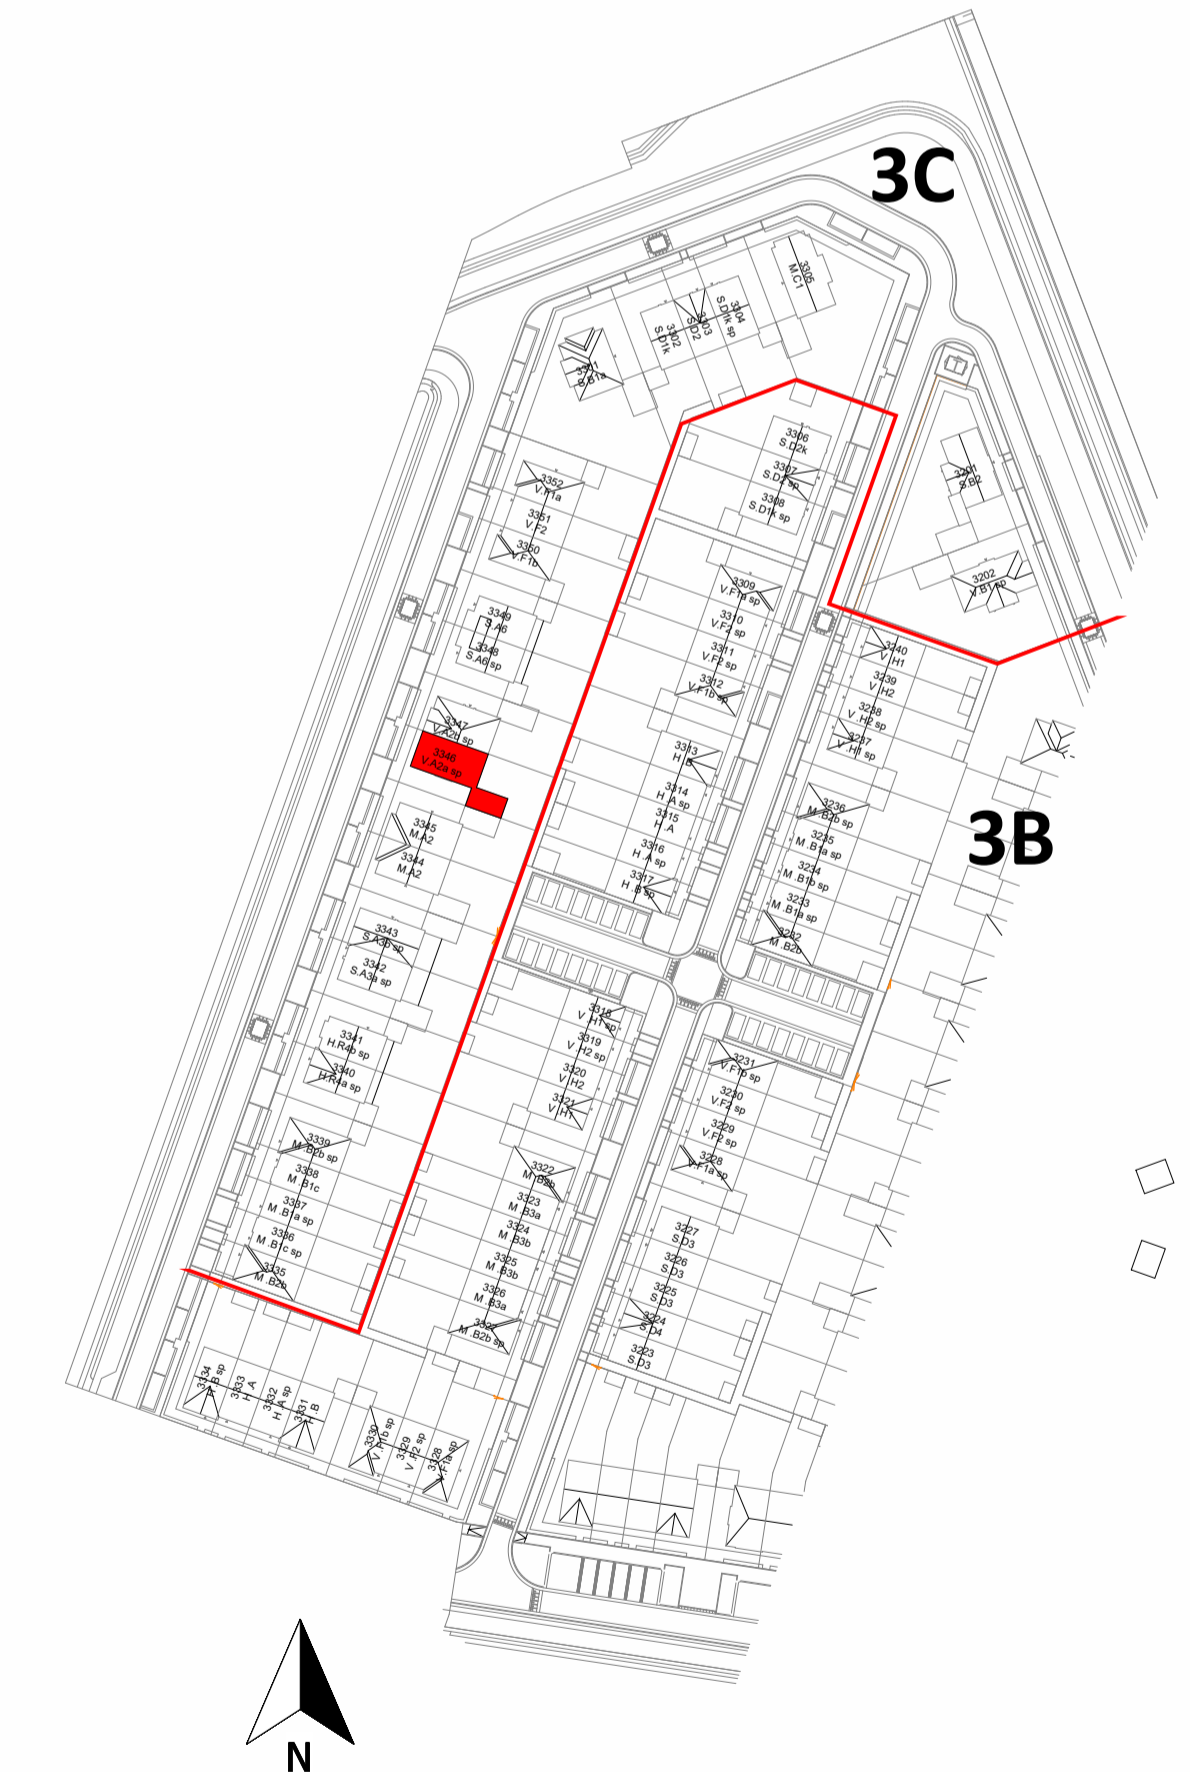 3C
3305
M.C1
3304
S.D1k sp
3303
S.D2
3302
S.D1k
3301
S.B1a
3306
S.D2k
3307
S.D2 sp
3308
S.D1k sp
3201
S.B2
3202
V.B1 sp
3352
V.F1a
3351
V.F2
3350
V.F1b
3349
S.A6
3348
S.A6 sp
3347
V.A2b sp
3346
V.A2a sp
3345
M.A2
3344
M.A2
3343
S.A3b sp
3342
S.A3a sp
3341
H.R4b sp
3340
H.R4a sp
3339
M .B2b sp
3338
M .B1c
3337
M .B1a sp
3336
M .B1c sp
3335
M .B2b
3309
V.F1a sp
3310
V.F2 sp
3311
V.F2 sp
3312
V.F1b sp
3313
H .B
3314
H .A sp
3315
H .A
3316
H .A sp
3317
H .B sp
3318
V .H1 sp
3319
V .H2 sp
3320
V .H2
3321
V .H1
3322
M .B2b
3323
M .B3a
3324
M .B3b
3325
M .B3b
3326
M .B3a
3327
M .B2b sp
3240
V .H1
3239
V .H2
3238
V .H2 sp
3237
V .H1 sp
3236
M .B2b sp
3235
M .B1a sp
3234
M .B1b sp
3233
M .B1a sp
3232
M .B2b
3B
3231
V.F1b sp
3230
V.F2 sp
3229
V.F2 sp
3228
V.F1a sp
3227
S.D3
3226
S.D3
3225
S.D3
3224
S.D4
3223
S.D3
3334
H .B sp
3333
H .A
3332
H .A sp
3331
H .B
3330
V .F1b sp
3329
V .F2 sp
3328
V.F1a sp
N